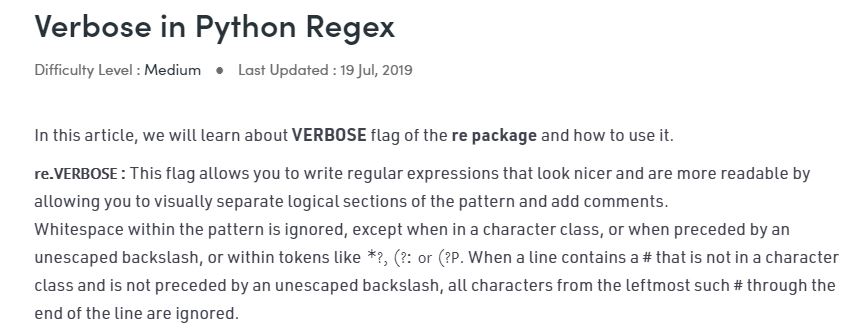 Verbose in Python Regex
Difficulty Level : Medium ● Last Updated : 19 Jul, 2019
In this article, we will learn about VERBOSE flag of the re package and how to use it.
re.VERBOSE : This flag allows you to write regular expressions that look nicer and are more readable by
allowing you to visually separate logical sections of the pattern and add comments.
Whitespace within the pattern is ignored, except when in a character class, or when preceded by an
unescaped backslash, or within tokens like *?, (?: or (?P. When a line contains a # that is not in a character
class and is not preceded by an unescaped backslash, all characters from the leftmost such # through the
end of the line are ignored.